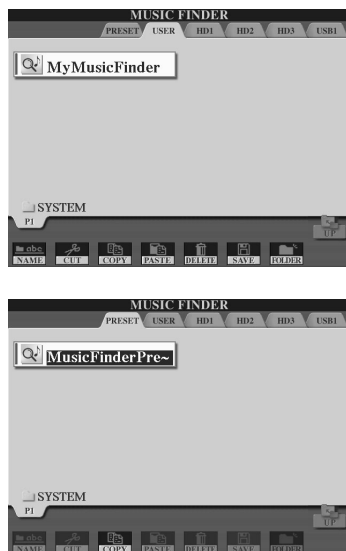 MUSIC FINDER
PRESET USER HD1 HD2 HD3 USB1
MyMusicFinder
SYSTEM
P1
UP
abc
NAME CUT COPY PASTE DELETE SAVE FOLDER
MUSIC FINDER
PRESET USER HD1 HD2 HD3 USB1
MusicFinderPre~
SYSTEM
P1
UP
NAME CUT COPY PASTE DELETE SAVE FOLDER